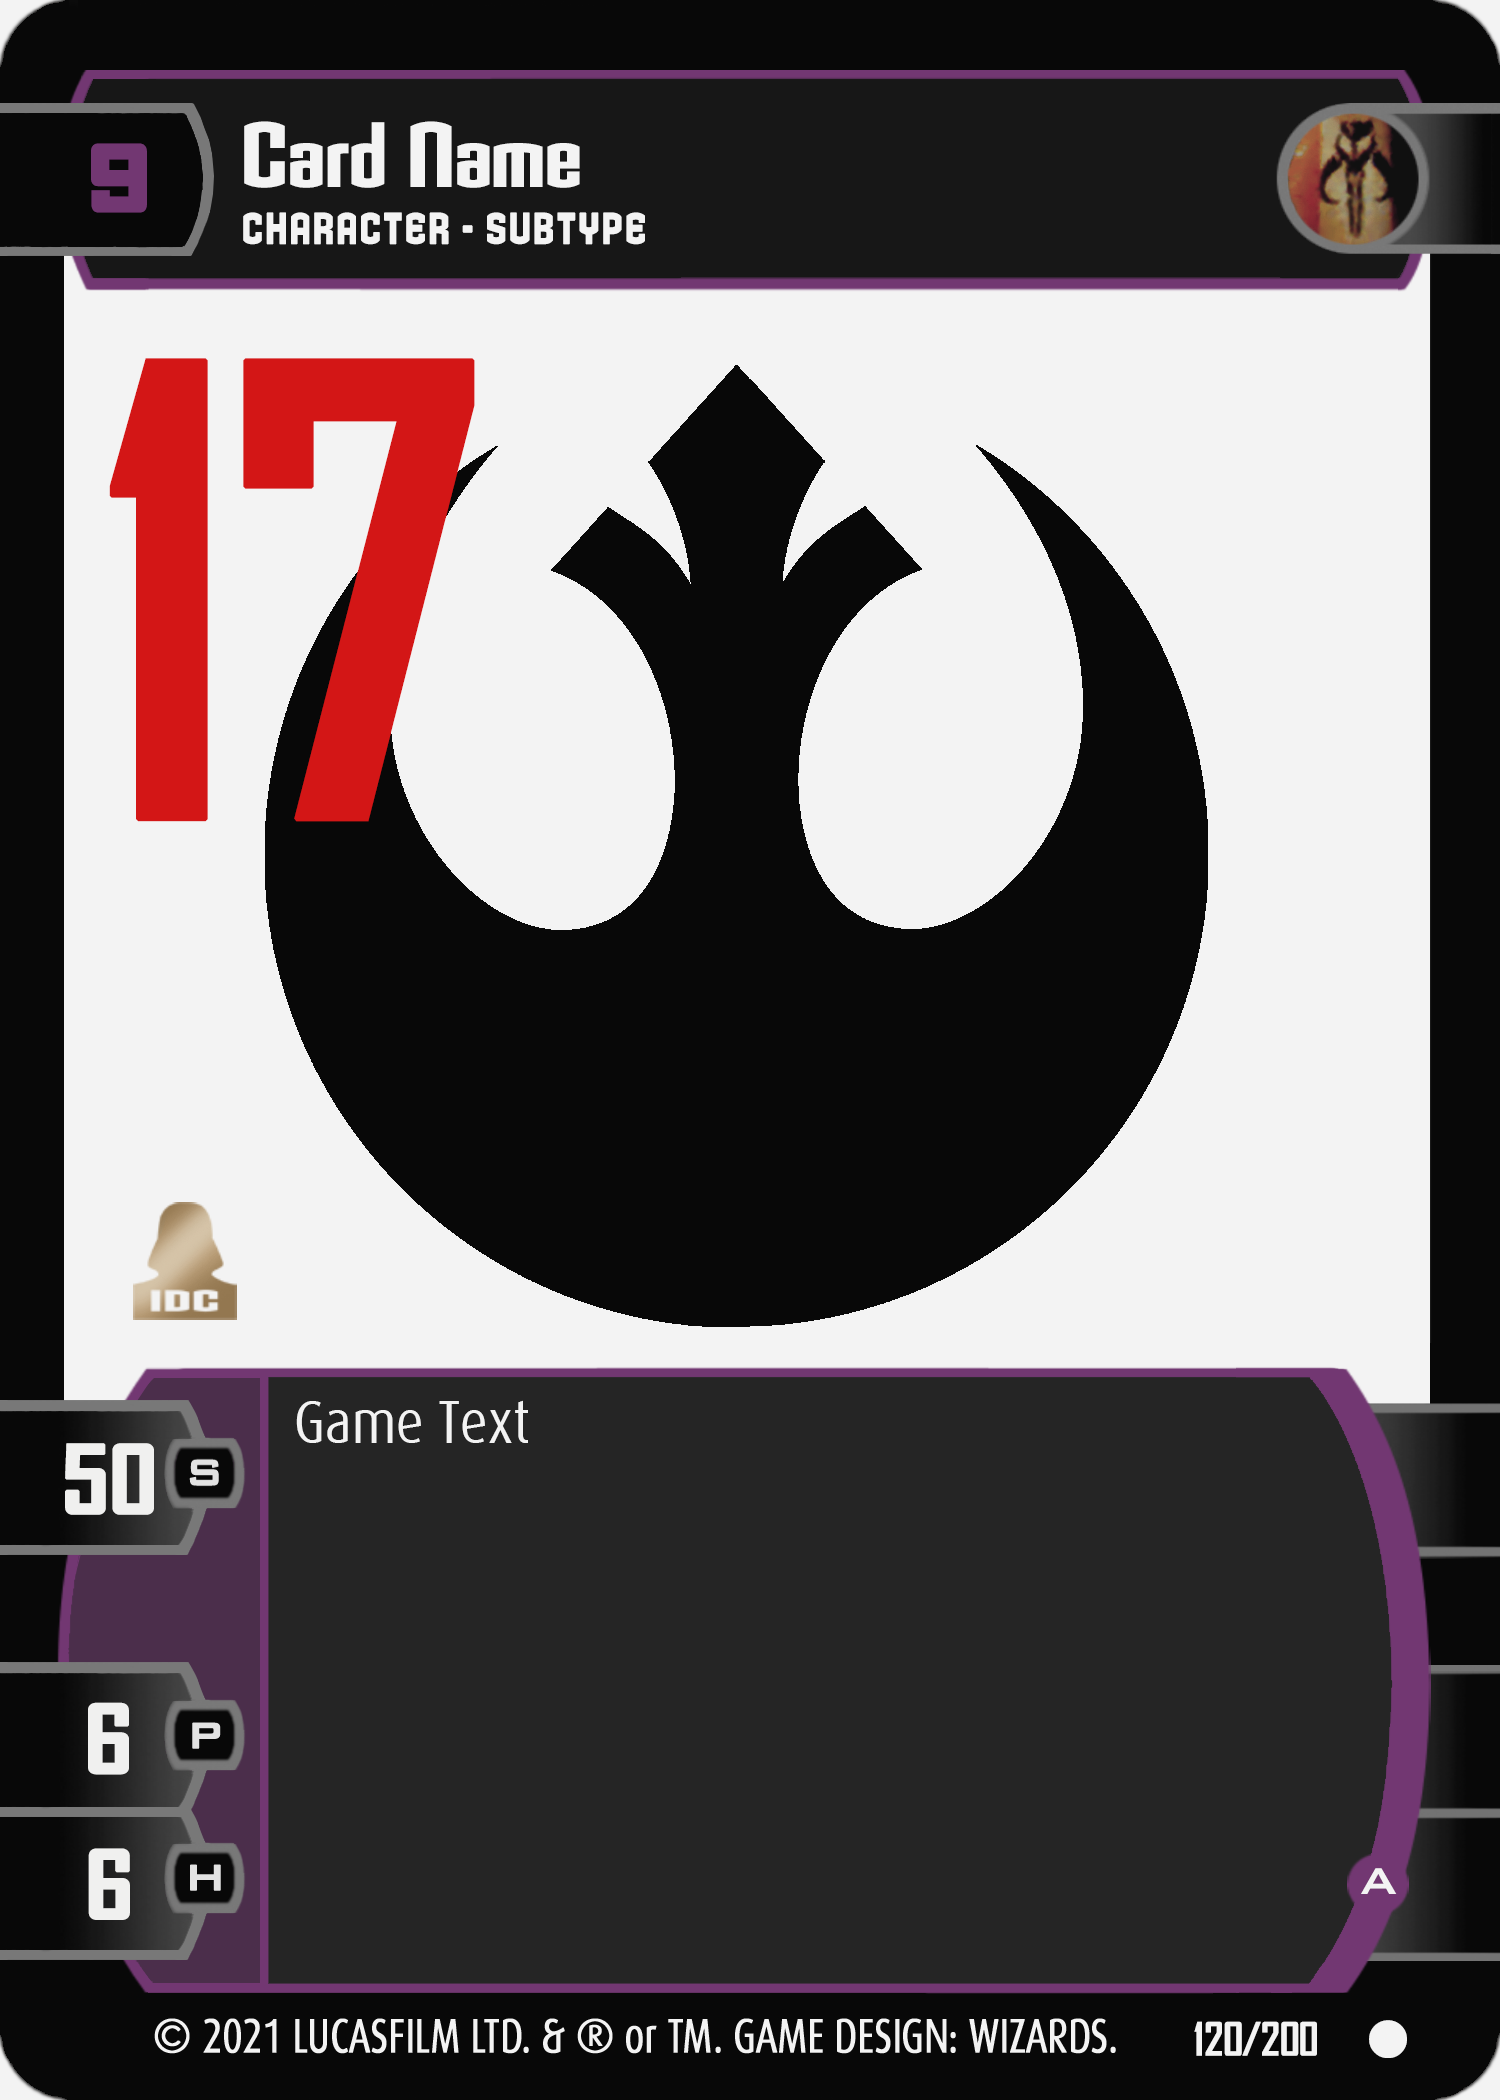 9
Card Name
CHARACTER - SUBTYPE
17
IDC
Game Text
50 S
6 P
6 H
A
© 2021 LUCASFILM LTD. & ® or TM. GAME DESIGN: WIZARDS.
120/200